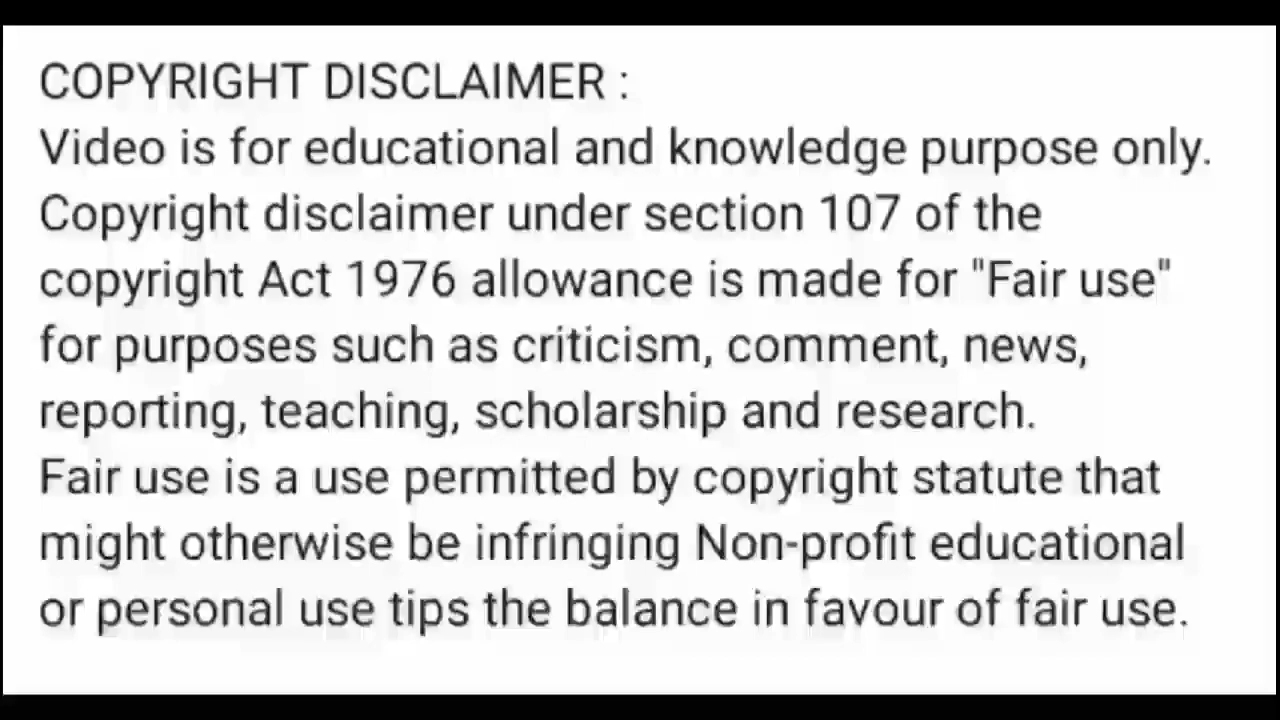 COPYRIGHT DISCLAIMER :
Video is for educational and knowledge purpose only.
Copyright disclaimer under section 107 of the
copyright Act 1976 allowance is made for "Fair use"
for purposes such as criticism, comment, news,
reporting, teaching, scholarship and research.
Fair use is a use permitted by copyright statute that
might otherwise be infringing Non-profit educational
or personal use tips the balance in favour of fair use.